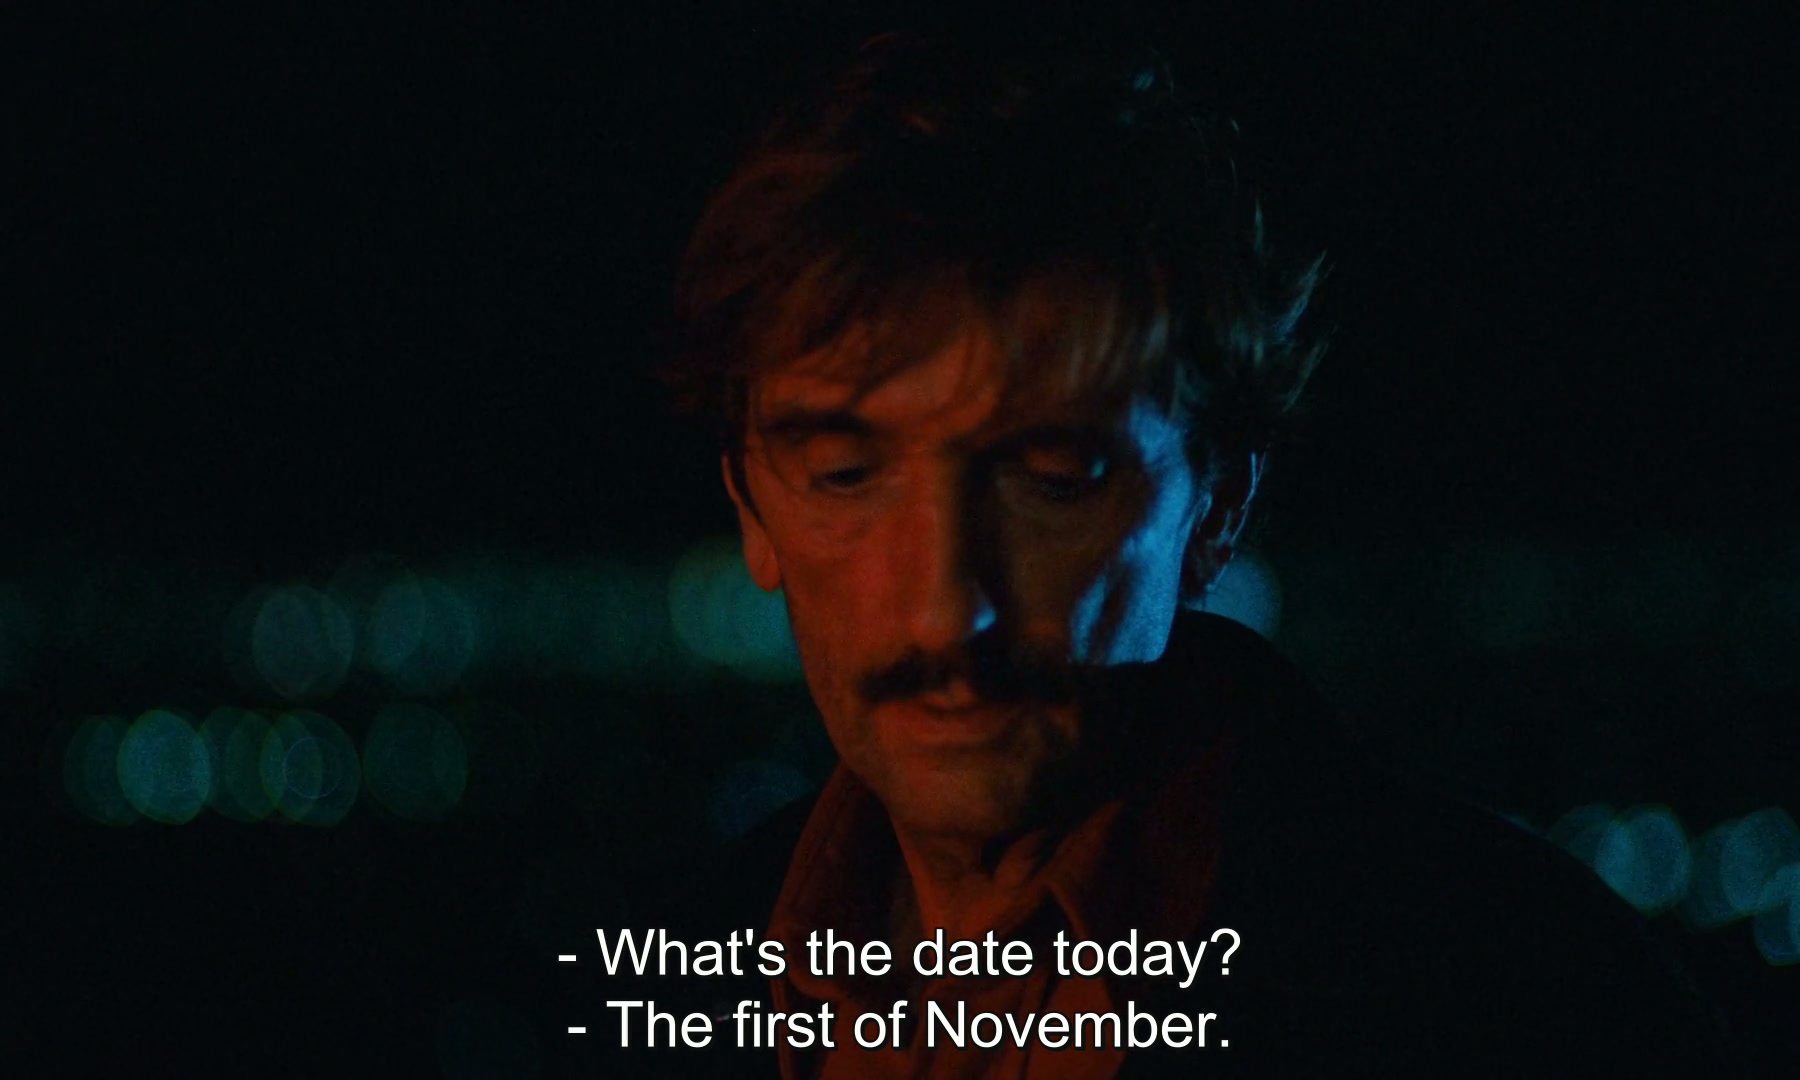 - What's the date today?
- The first of November.